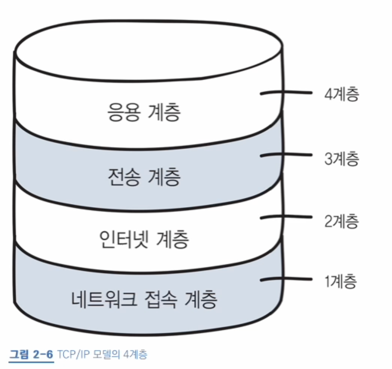 응용 계층
4계층
전송 계층
3계층
인터넷 계층
2계층
네트워크 접속 계층
1계층
그림 2-6 TCP/IP 모델의 4계층